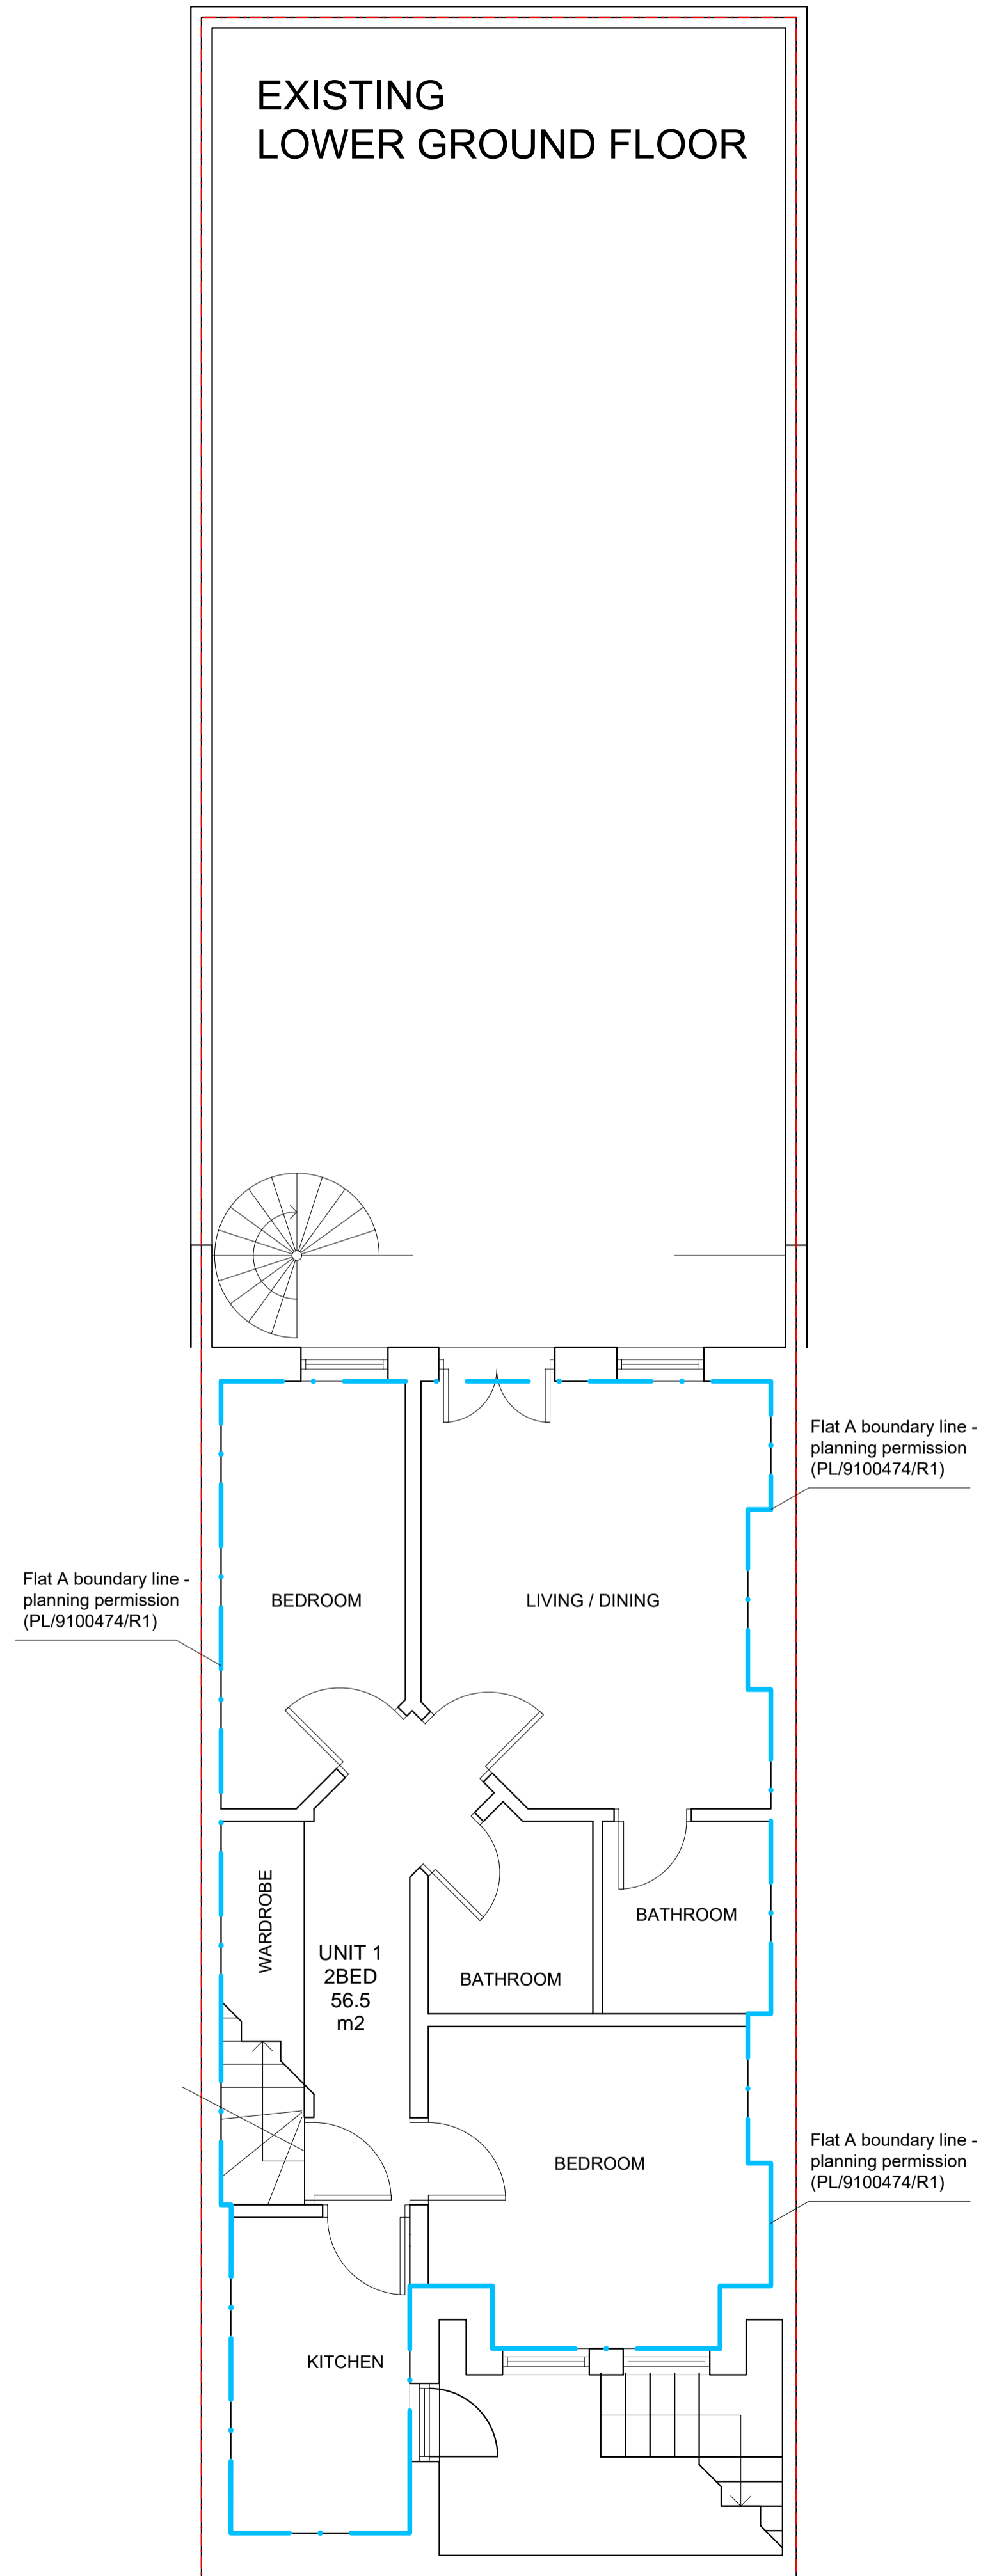 EXISTING
LOWER GROUND FLOOR
Flat A boundary line -
planning permission
(PL/9100474/R1)
Flat A boundary line -
planning permission
(PL/9100474/R1)
BEDROOM
LIVING / DINING
WARDROBE
BATHROOM
UNIT 1
2BED
56.5
m2
BATHROOM
BEDROOM
Flat A boundary line -
planning permission
(PL/9100474/R1)
KITCHEN